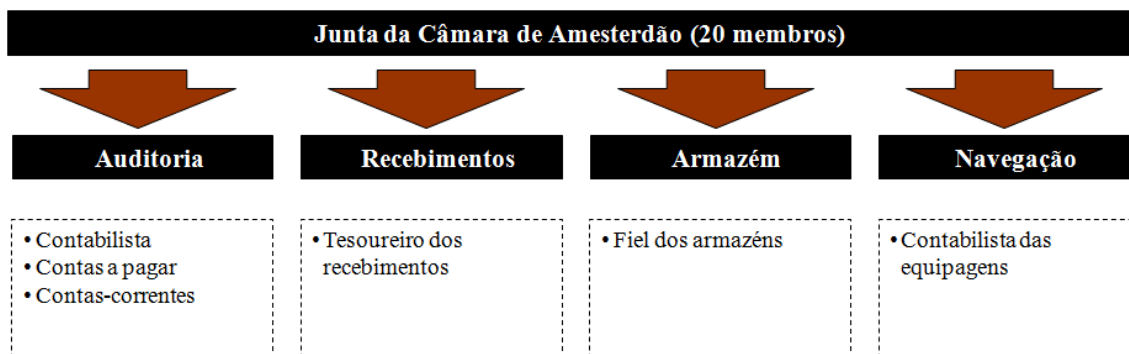 Junta da Câmara de Amesterdão (20 membros)
Auditoria
Recebimentos
Armazém
Navegação
• Contabilista
• Contas a pagar
• Contas-correntes
• Tesoureiro dos
recebimentos
• Fiel dos armazéns
• Contabilista das
equipagens